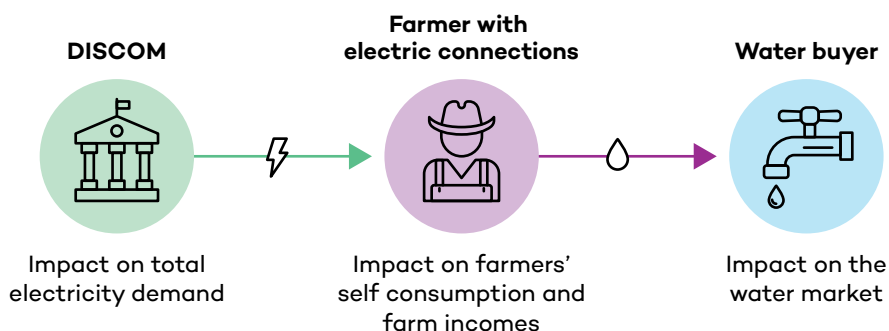 DISCOM
Farmer with
electric connections
Water buyer
Impact on total
electricity demand
Impact on farmers’
self consumption and
farm incomes
Impact on the
water market